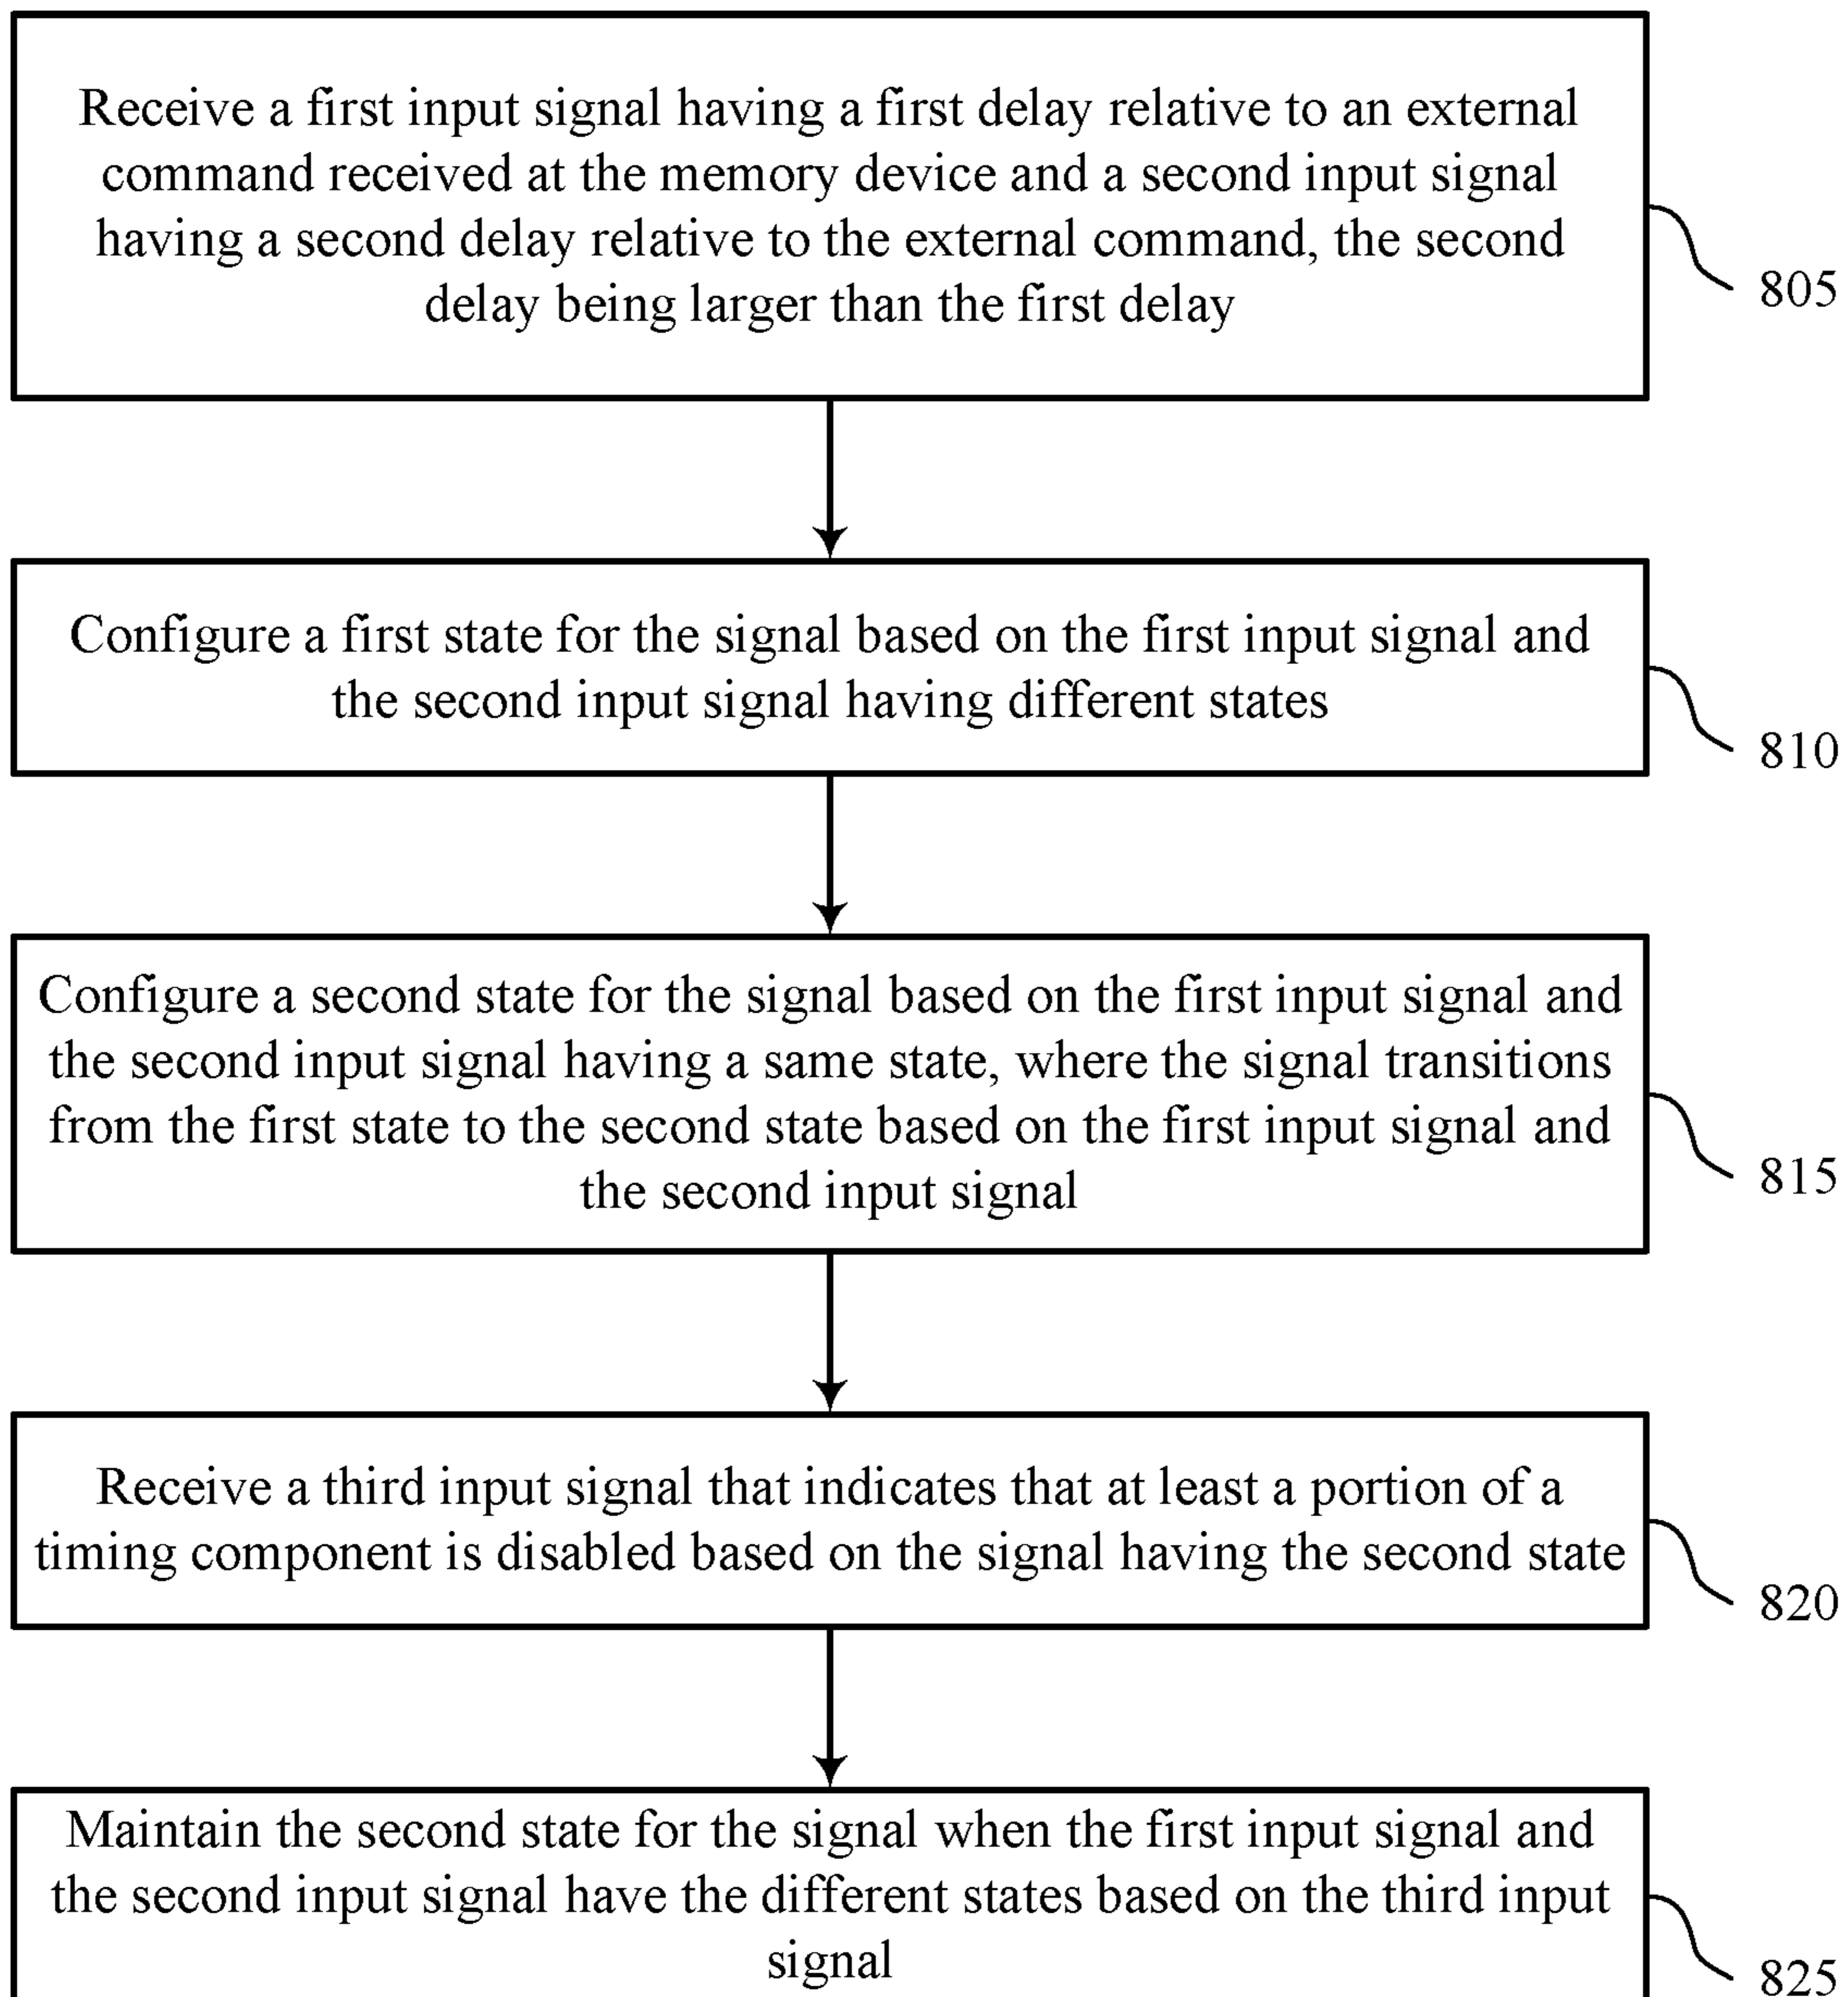 Receive a first input signal having a first delay relative to an external
command received at the memory device and a second input signal
having a second delay relative to the external command, the second
delay being larger than the first delay
805
Configure a first state for the signal based on the first input signal and
the second input signal having different states
810
Configure a second state for the signal based on the first input signal and
the second input signal having a same state, where the signal transitions
from the first state to the second state based on the first input signal and
the second input signal
815
Receive a third input signal that indicates that at least a portion of a
timing component is disabled based on the signal having the second state
820
Maintain the second state for the signal when the first input signal and
the second input signal have the different states based on the third input
signal
825